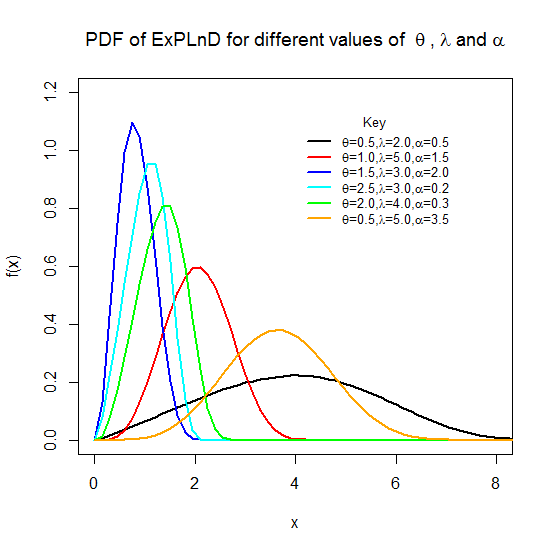 PDF of ExPLnD for different values of θ , λ and α
f(x)
1.2
1.0
0.8
0.6
0.4
0.2
0.0
Key
θ=0.5,λ=2.0,α=0.5
θ=1.0,λ=5.0,α=1.5
θ=1.5,λ=3.0,α=2.0
θ=2.5,λ=3.0,α=0.2
θ=2.0,λ=4.0,α=0.3
θ=0.5,λ=5.0,α=3.5
0 2 4 6 8
x